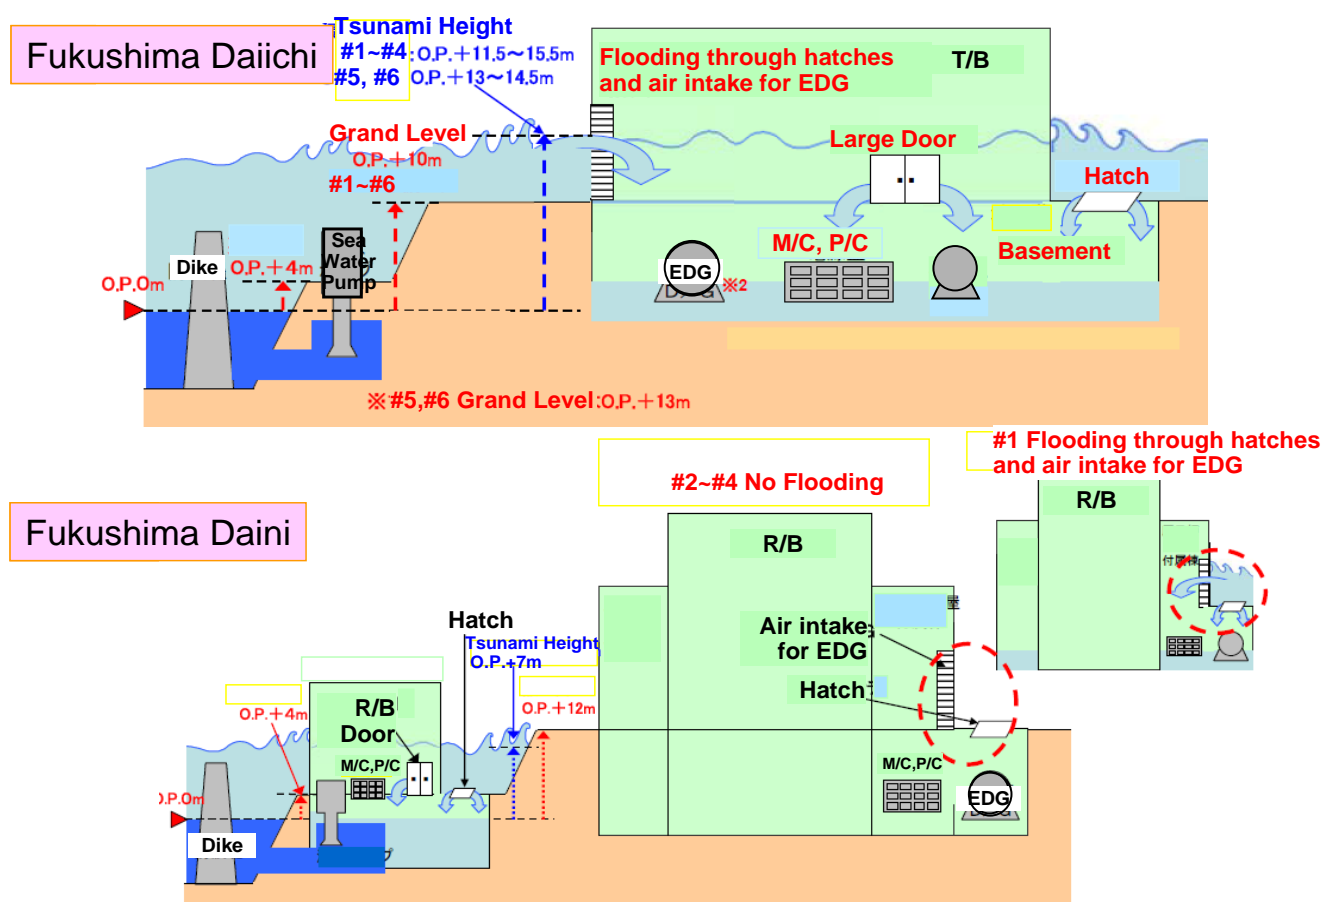 Fukushima Daiichi
Tsunami Height
#1~#4:O.P.+11.5~15.5m
#5, #6 O.P.+13~14.5m
Flooding through hatches
and air intake for EDG
T/B
Grand Level
O.P.+10m
#1~#6
Large Door
Hatch
Sea
Water
Pump
Dike
O.P.+4m
O.P.0m
M/C, P/C
Basement
EDG
※2
※#5,#6 Grand Level:O.P.+13m
#1 Flooding through hatches
and air intake for EDG
#2~#4 No Flooding
R/B
Fukushima Daini
R/B
付属棟
Hatch
Tsunami Height
O.P.+7m
Air intake
for EDG
Hatch
O.P.+4m
R/B
Door
O.P.+12m
M/C,P/C
M/C,P/C
EDG
O.P.0m
Dike
プ